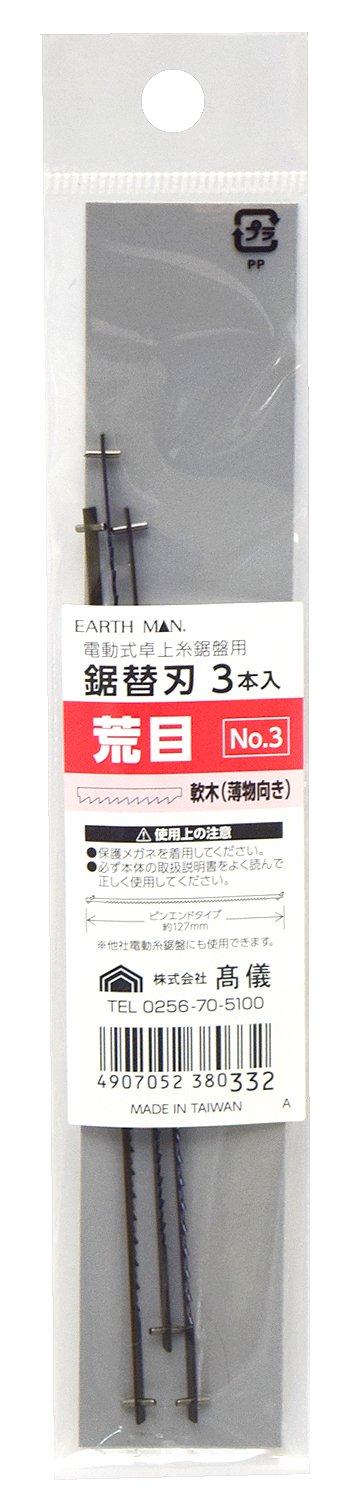 プラ
PP
EARTH MAN.
電動式卓上糸鋸盤用
鋸替刃 3本入
荒目 No.3
軟木(薄物向き)
使用上の注意
●保護メガネを着用してください。
●必ず本体の取扱説明書をよく読んで
正しく使用してください。
ピンエンドタイプ
約127mm
※他社電動糸鋸盤にも使用できます。
株式会社 髙儀
TEL 0256-70-5100
4907052 380332
MADE IN TAIWAN A